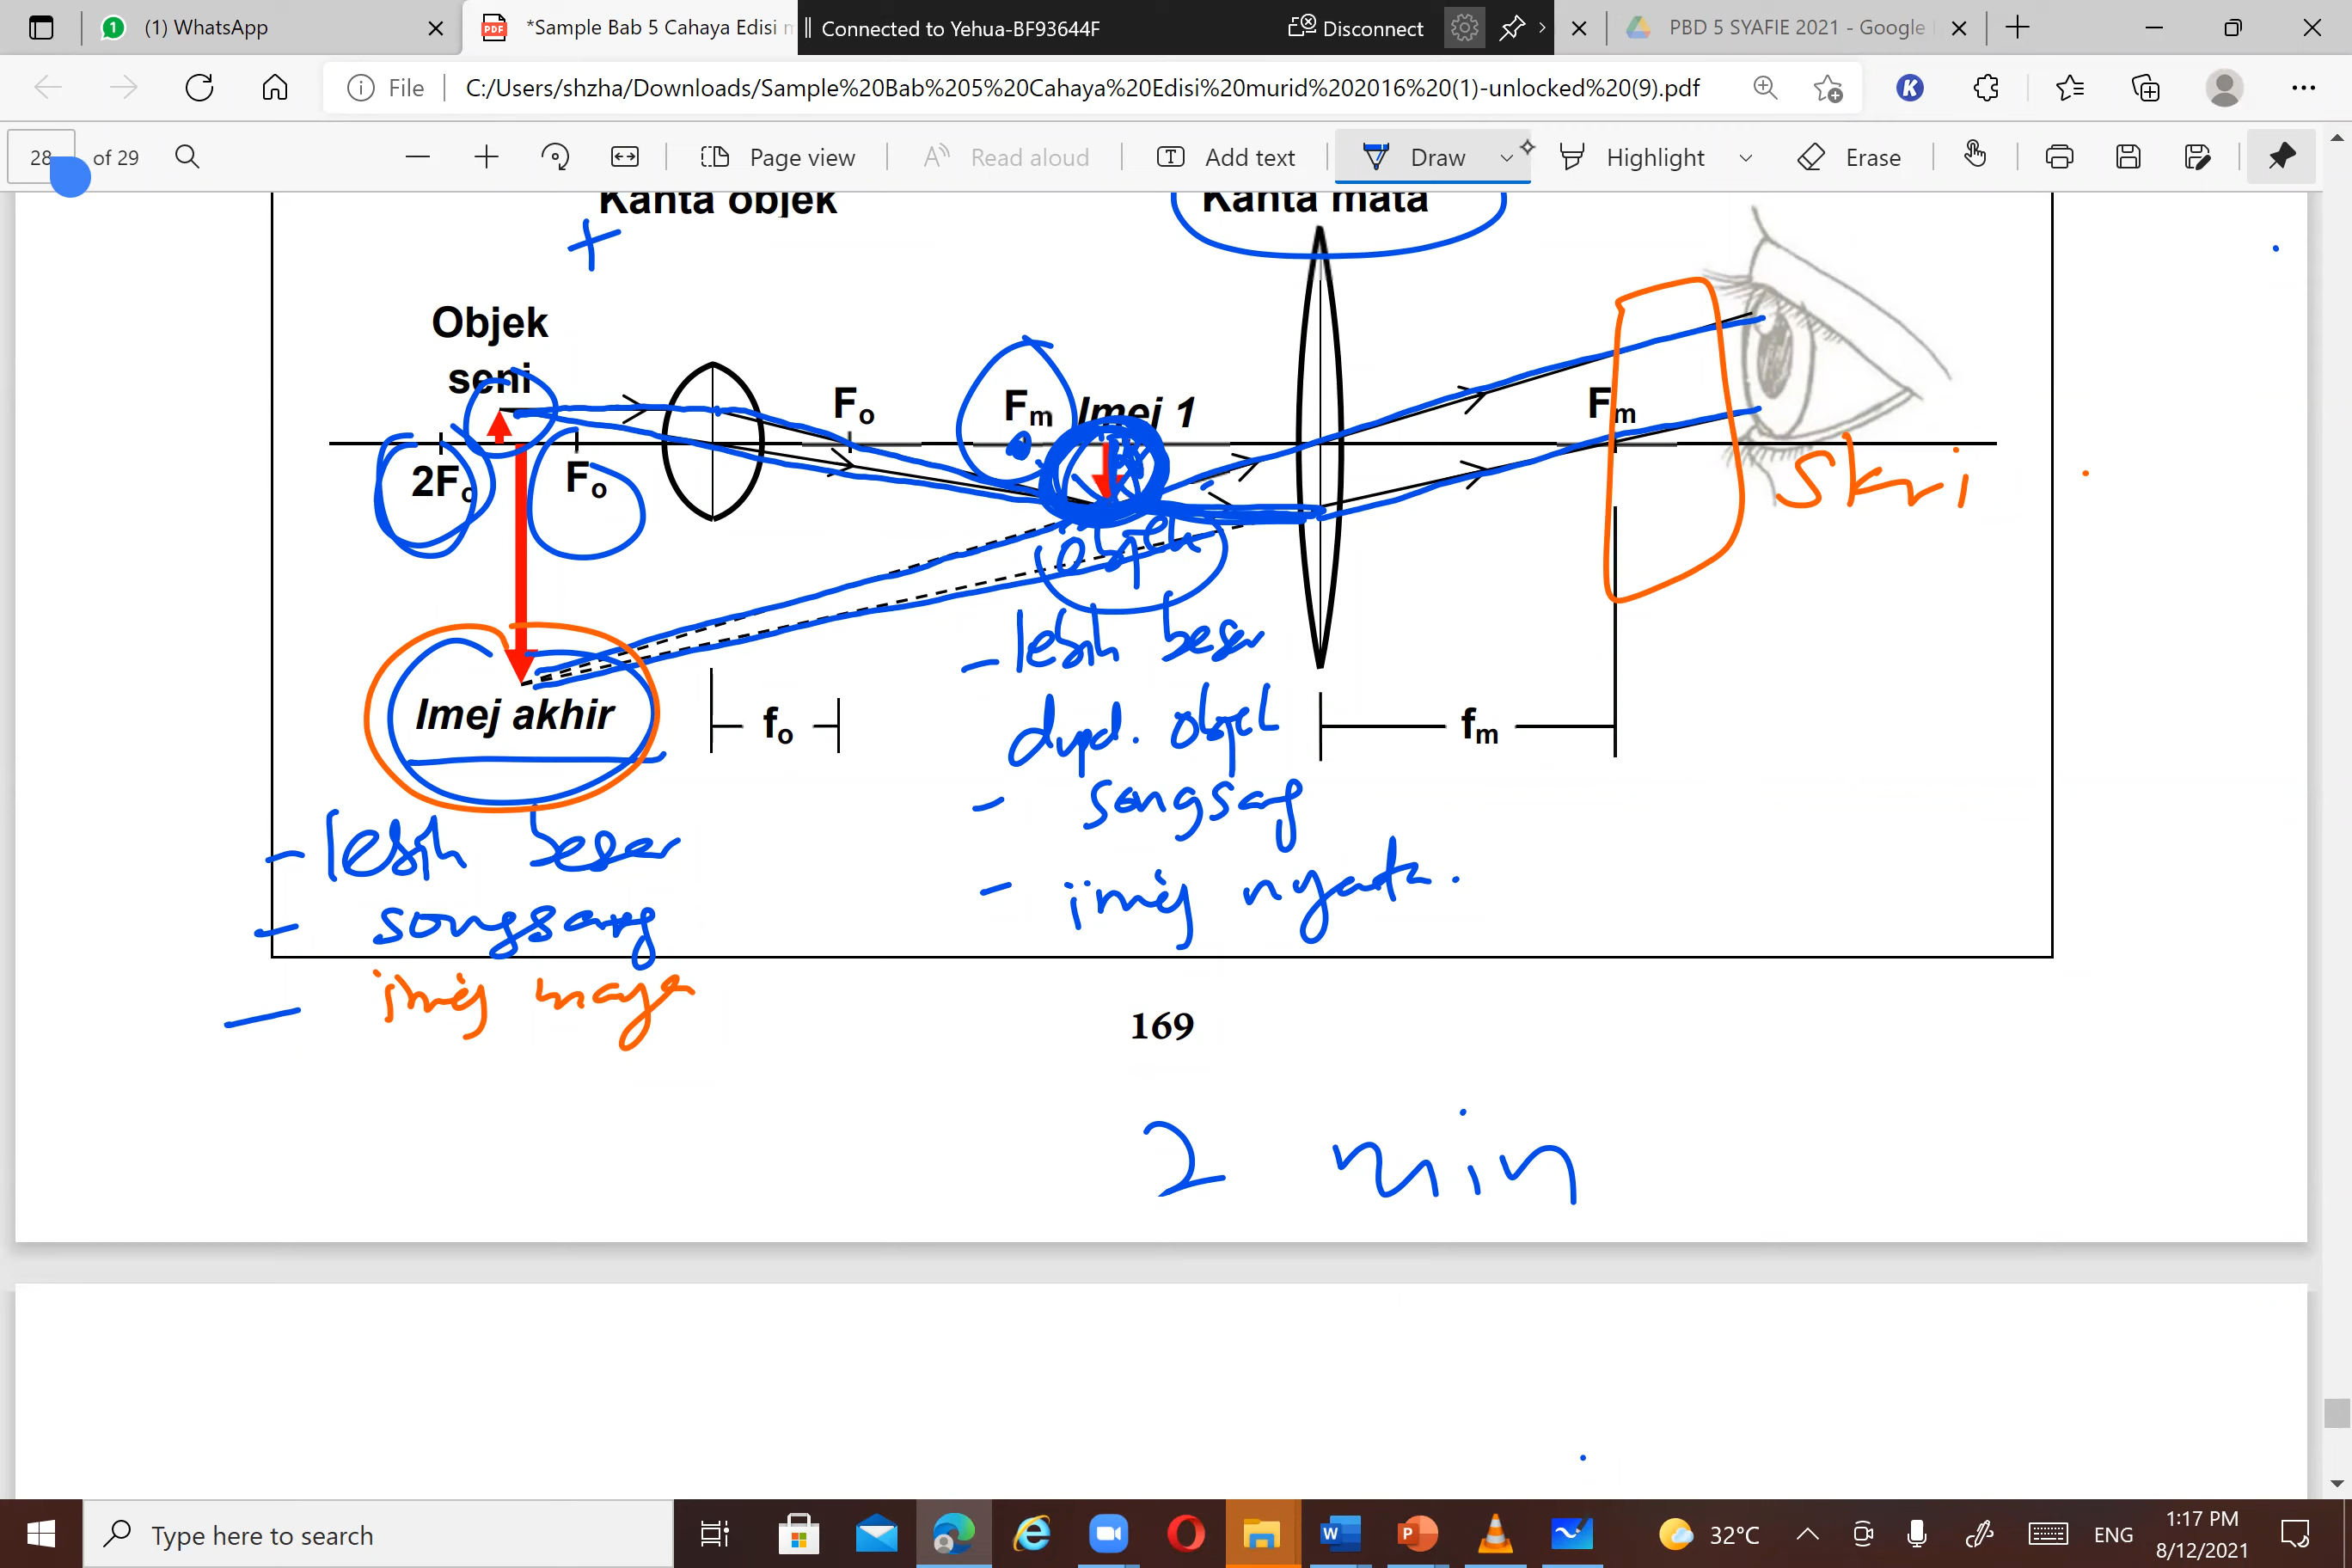 (1) WhatsApp
*Sample Bab 5 Cahaya Edisi m
Connected to Yehua-BF93644F
Disconnect
PBD 5 SYAFIE 2021 - Google
File
C:/Users/shzha/Downloads/Sample%20Bab%205%20Cahaya%20Edisi%20murid%202016%20(1)-unlocked%20(9).pdf
28 of 29
Page view
Read aloud
Add text
Draw
Highlight
Erase
Kanta objek
Kanta mata
+
Objek
seni
Fo
Fm
Imej 1
Fm
2Fo
Fo
Skri
objek
- lebih besar
drpd. objek
- songsang
- imej nyata.
Imej akhir
fo
fm
- lebih besar
- songsang
- imej maya
169
2 min
Type here to search
32°C
ENG
1:17 PM
8/12/2021